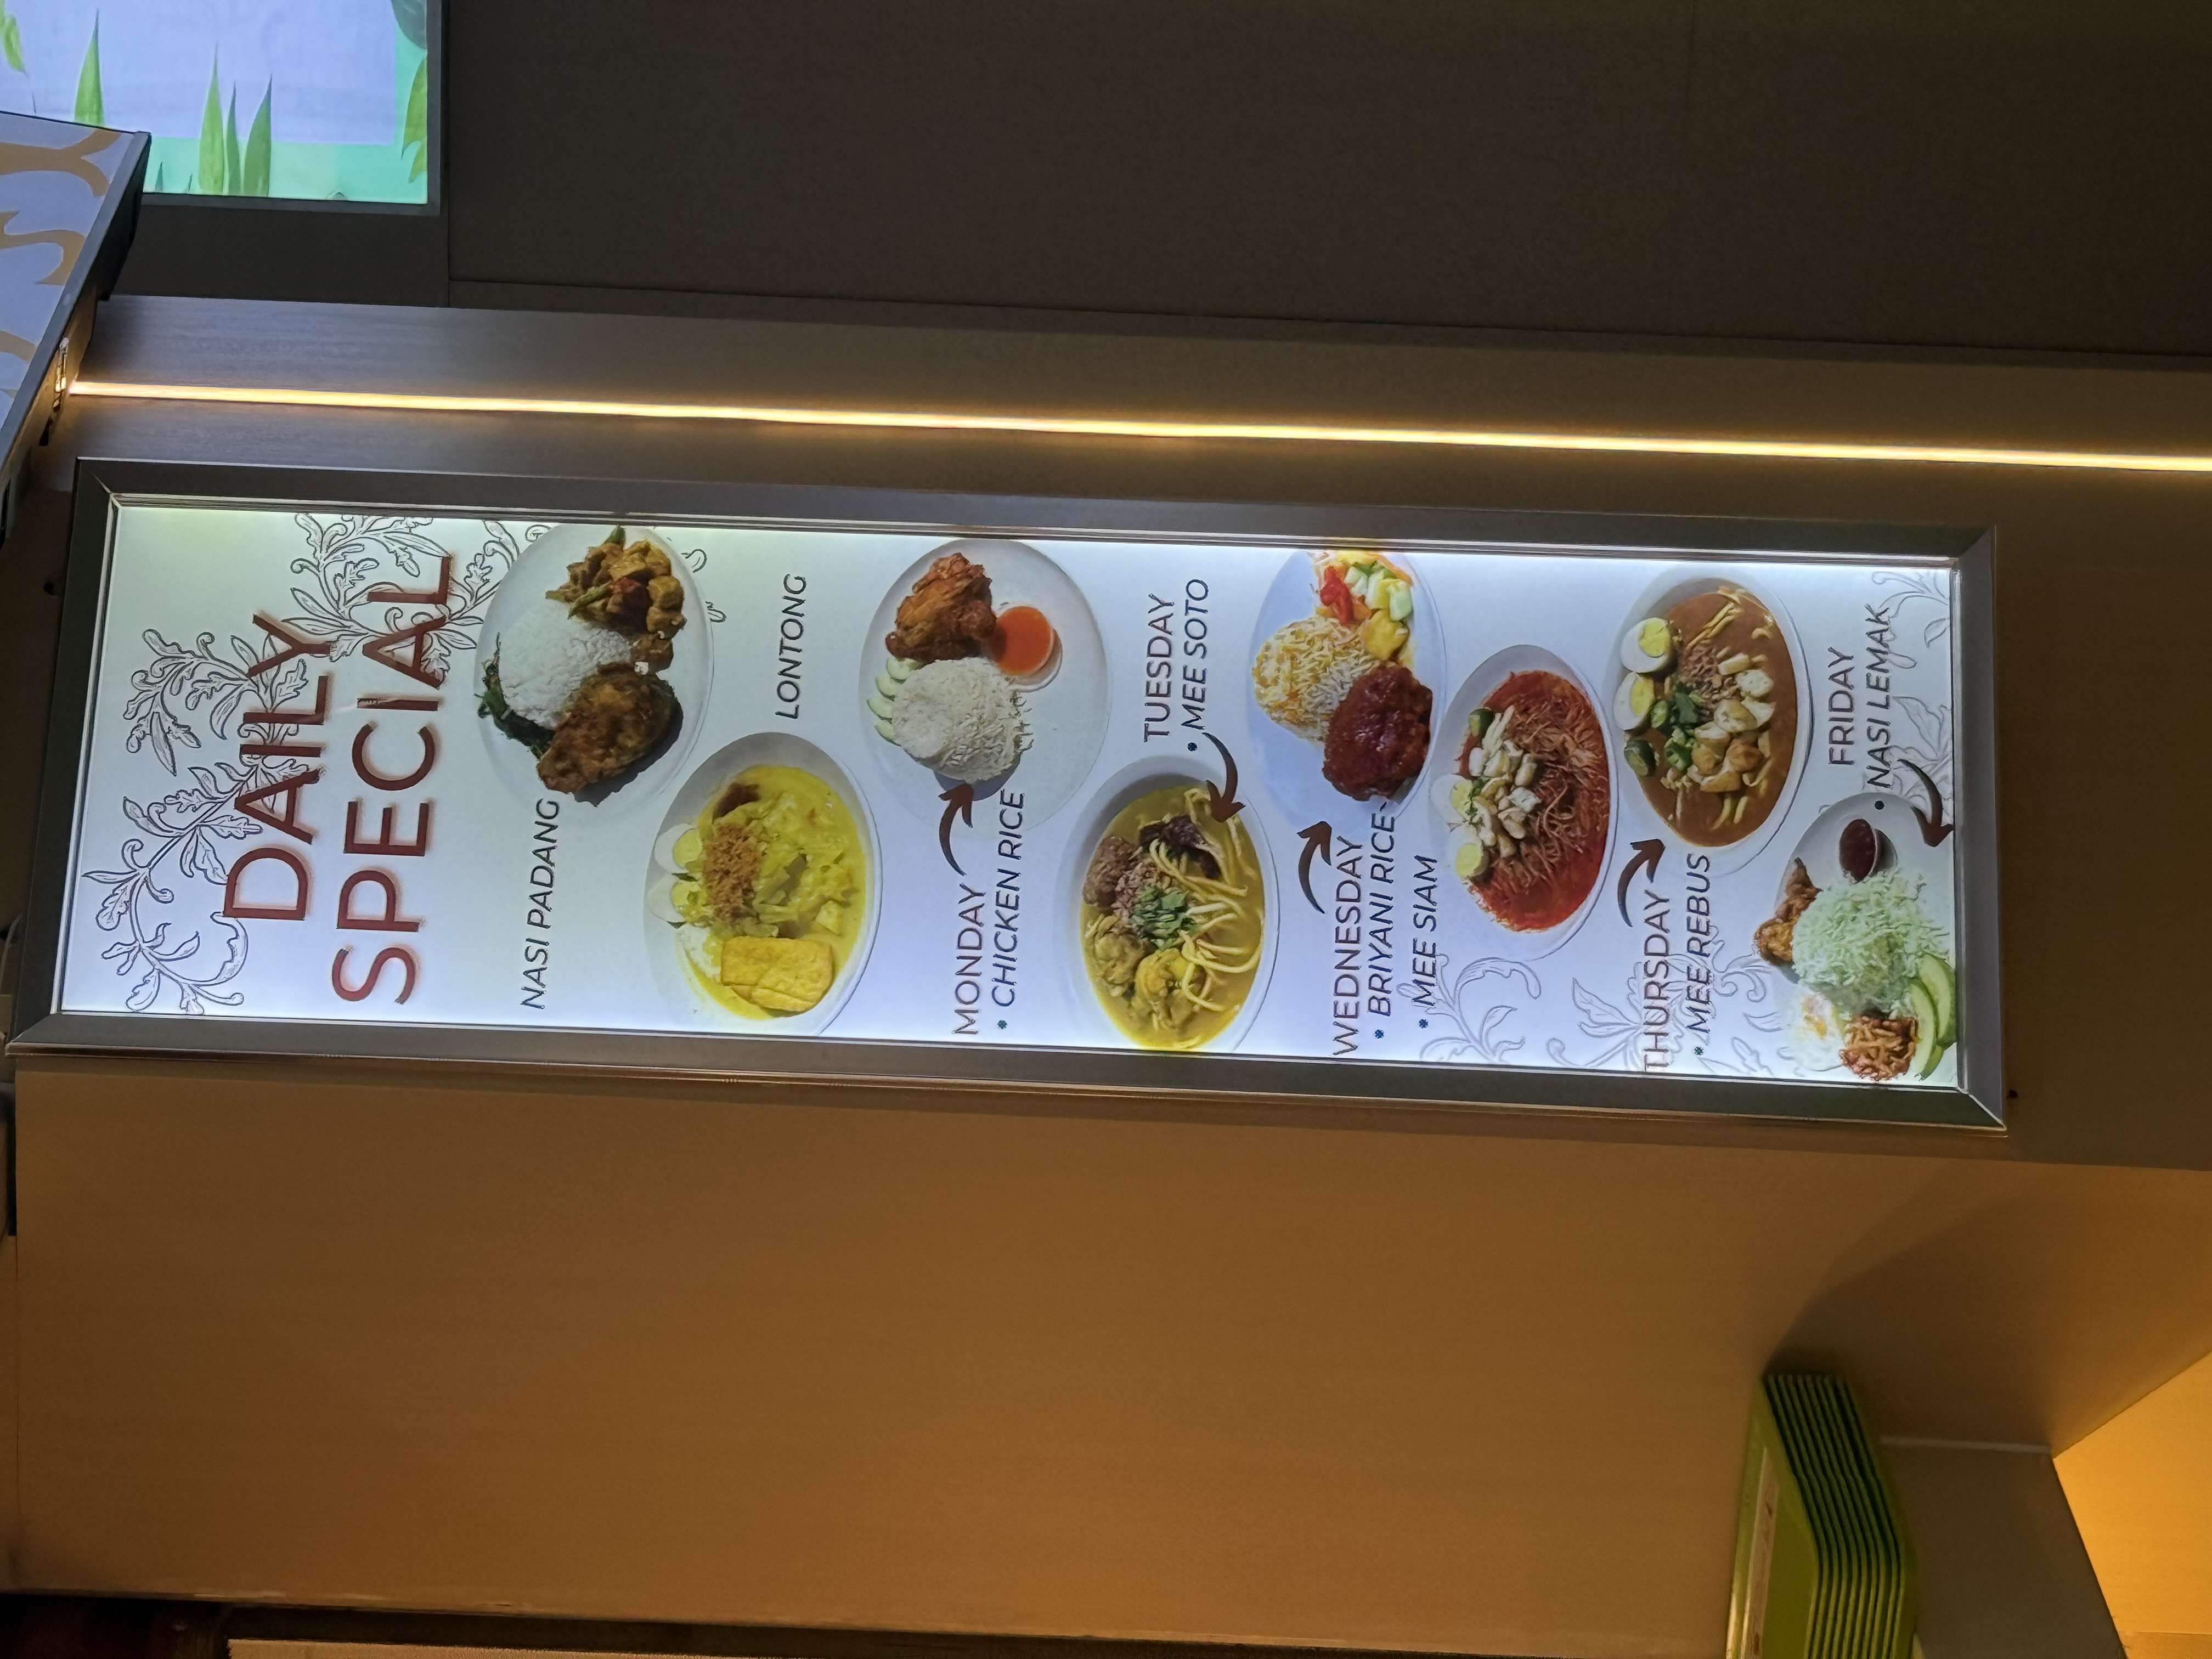 DAILY
SPECIAL
NASI PADANG
LONTONG
MONDAY
• CHICKEN RICE
TUESDAY
• MEE SOTO
WEDNESDAY
• BRIYANI RICE
• MEE SIAM
THURSDAY
• MEE REBUS
FRIDAY
• NASI LEMAK